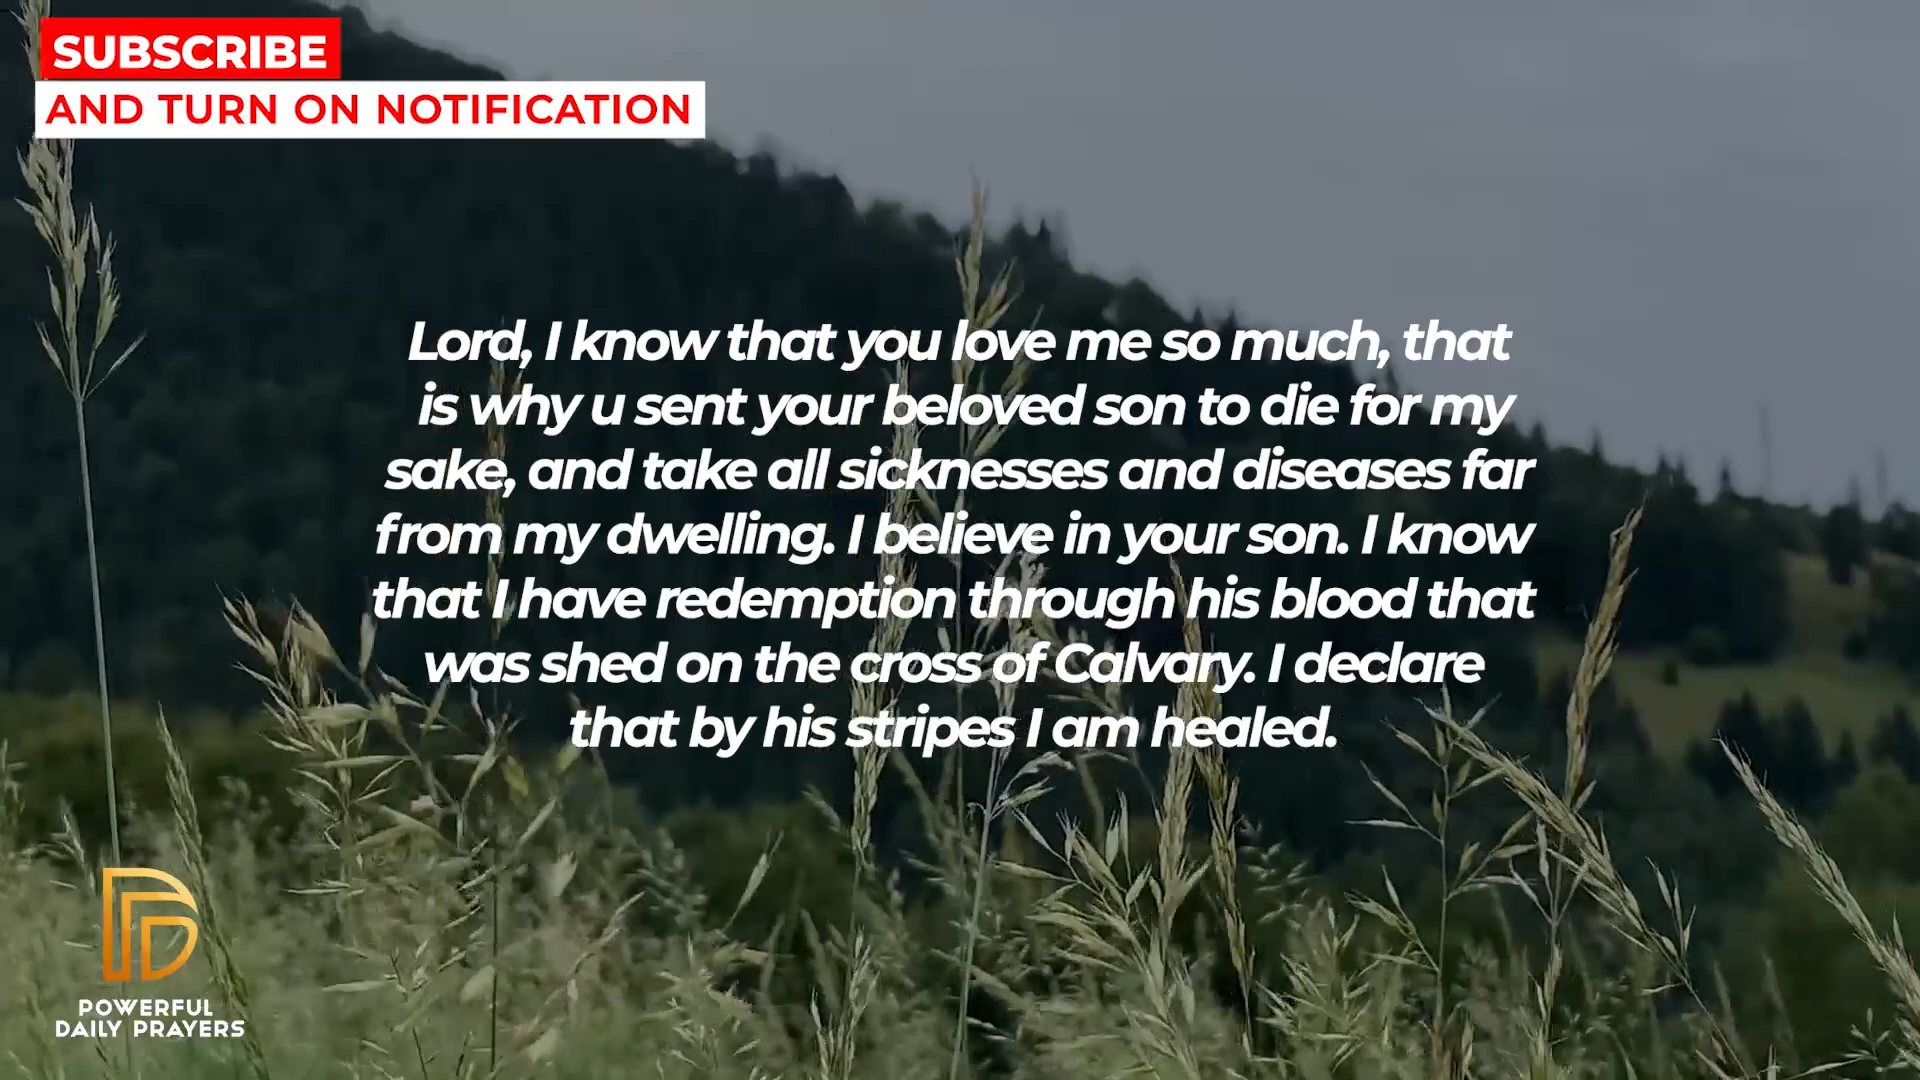 SUBSCRIBE
AND TURN ON NOTIFICATION
Lord, I know that you love me so much, that
is why u sent your beloved son to die for my
sake, and take all sicknesses and diseases far
from my dwelling. I believe in your son. I know
that I have redemption through his blood that
was shed on the cross of Calvary. I declare
that by his stripes I am healed.
POWERFUL
DAILY PRAYERS